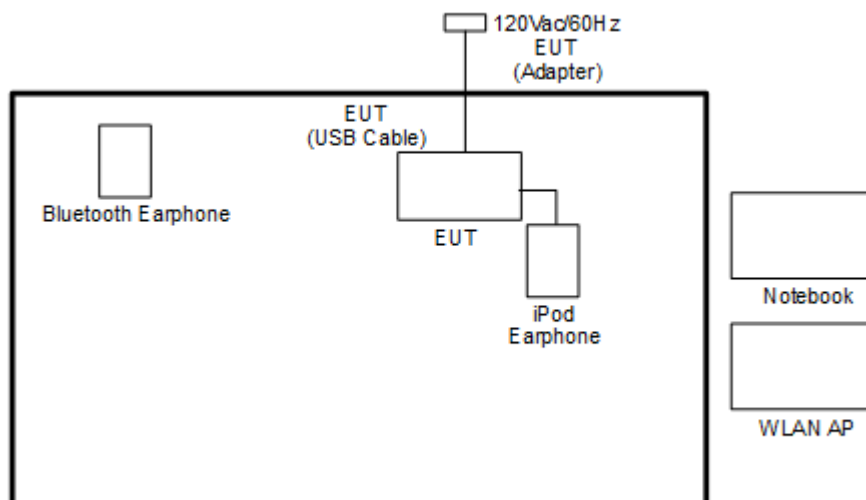 120Vac/60Hz
EUT
(Adapter)
EUT
(USB Cable)
Bluetooth Earphone
EUT
iPod
Earphone
Notebook
WLAN AP